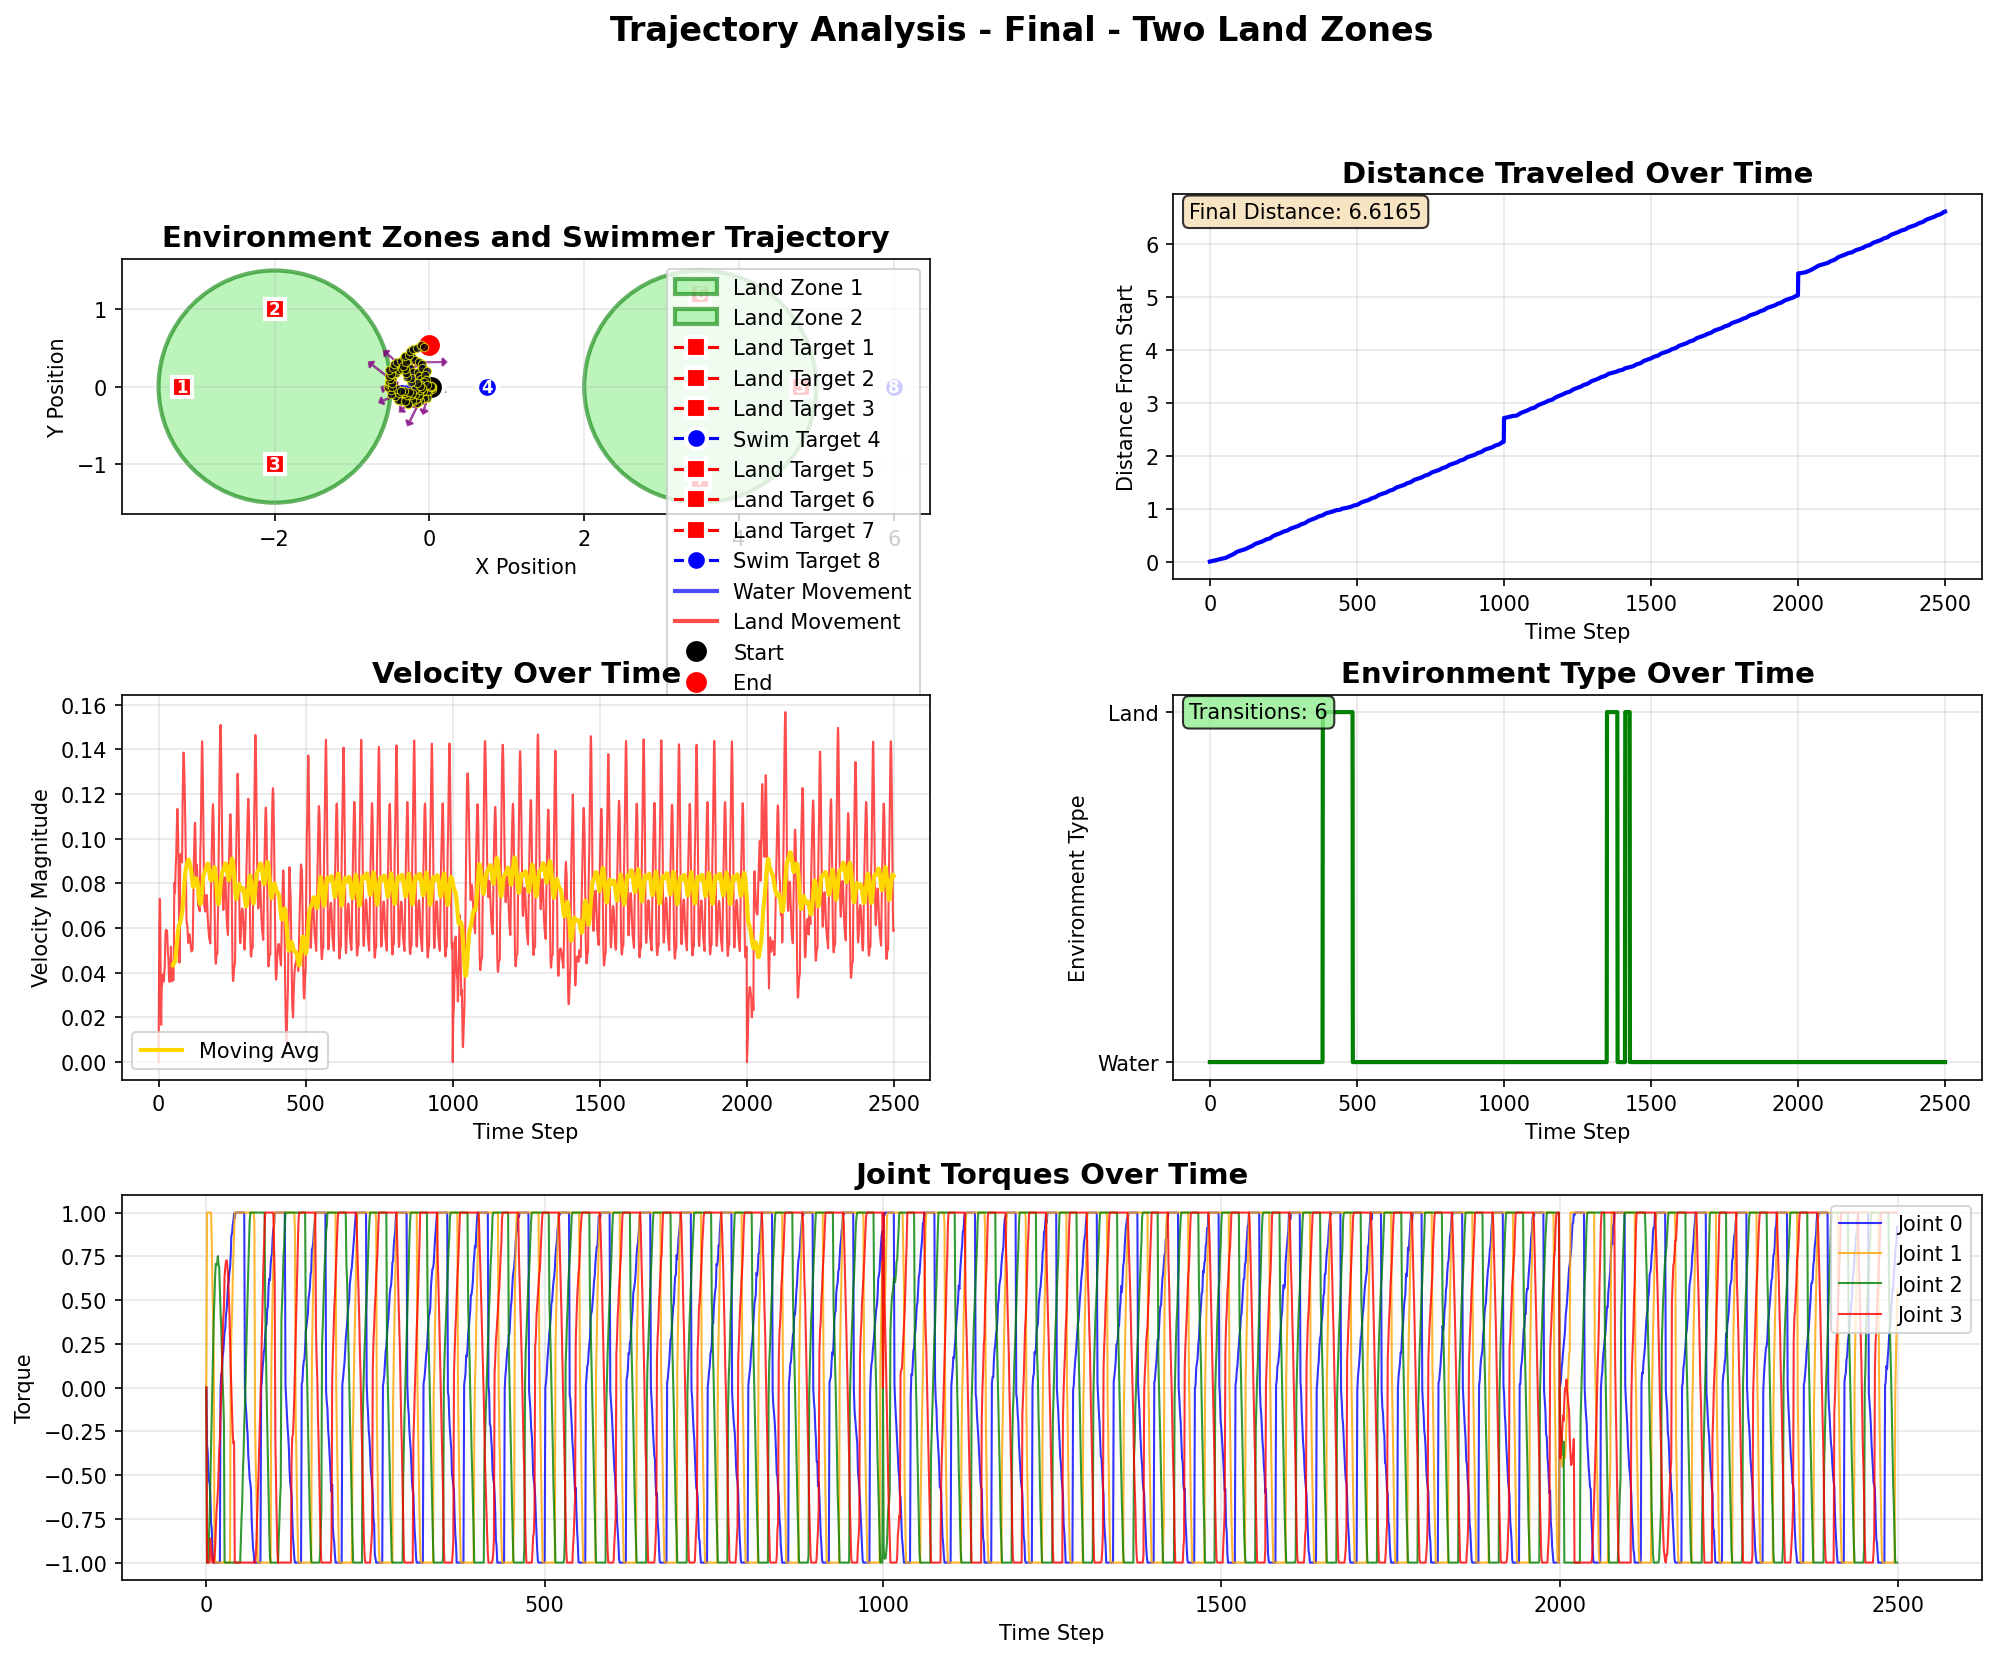 Trajectory Analysis - Final - Two Land Zones
Environment Zones and Swimmer Trajectory
Y Position
1
0
−1
2
1
3
4
8
−2
0
2
4
6
X Position
Land Zone 1
Land Zone 2
Land Target 1
Land Target 2
Land Target 3
Swim Target 4
Land Target 5
Land Target 6
Land Target 7
Swim Target 8
Water Movement
Land Movement
Start
End
Distance Traveled Over Time
Final Distance: 6.6165
Distance From Start
6
5
4
3
2
1
0
0
500
1000
1500
2000
2500
Time Step
Velocity Over Time
Velocity Magnitude
0.16
0.14
0.12
0.10
0.08
0.06
0.04
0.02
0.00
Moving Avg
0
500
1000
1500
2000
2500
Time Step
Environment Type Over Time
Transitions: 6
Environment Type
Land
Water
0
500
1000
1500
2000
2500
Time Step
Joint Torques Over Time
Torque
1.00
0.75
0.50
0.25
0.00
−0.25
−0.50
−0.75
−1.00
Joint 0
Joint 1
Joint 2
Joint 3
0
500
1000
1500
2000
2500
Time Step